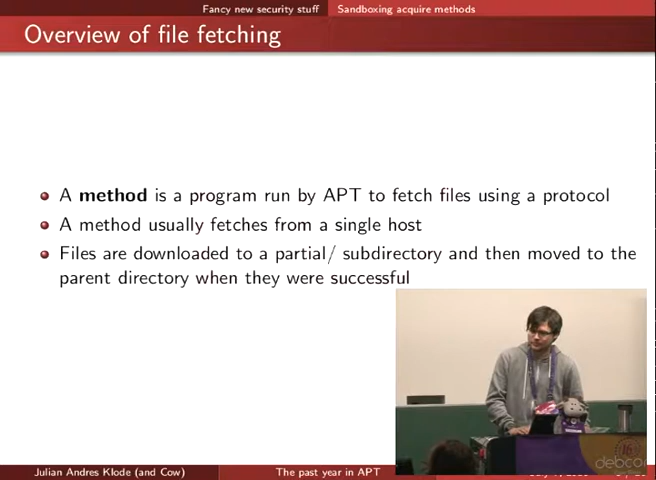 Fancy new security stuff Sandboxing acquire methods
Overview of file fetching
A method is a program run by APT to fetch files using a protocol
A method usually fetches from a single host
Files are downloaded to a partial/ subdirectory and then moved to the
parent directory when they were successful
Julian Andres Klode (and Cow) The past year in APT